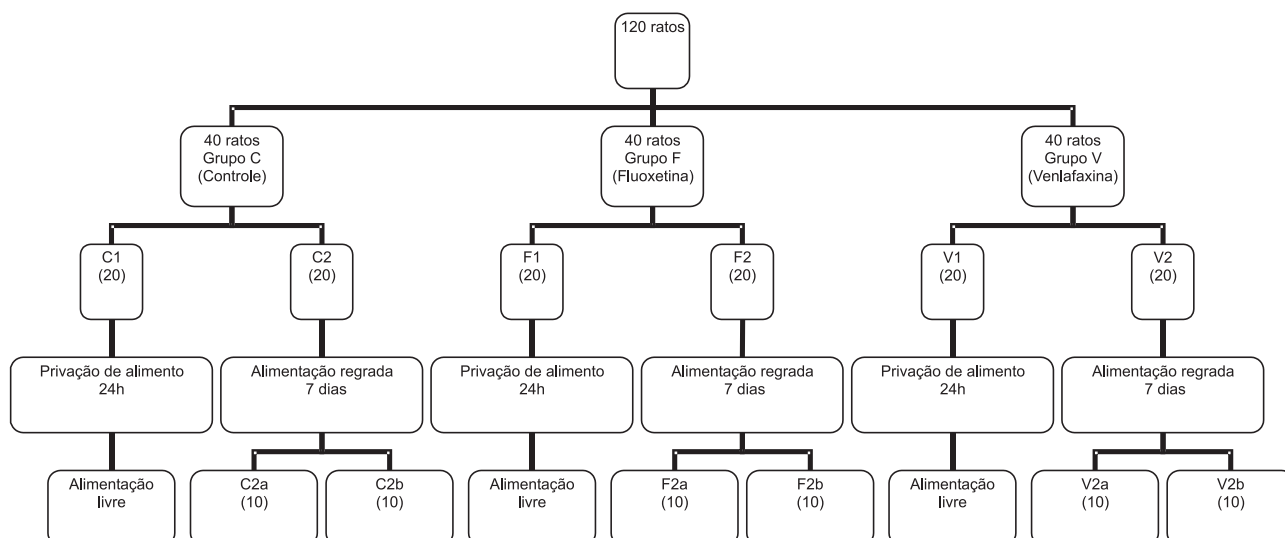 120 ratos
40 ratos
Grupo C
(Controle)
40 ratos
Grupo F
(Fluoxetina)
40 ratos
Grupo V
(Venlafaxina)
C1
(20)
C2
(20)
F1
(20)
F2
(20)
V1
(20)
V2
(20)
Privação de alimento
24h
Alimentação regrada
7 dias
Privação de alimento
24h
Alimentação regrada
7 dias
Privação de alimento
24h
Alimentação regrada
7 dias
Alimentação
livre
C2a
(10)
C2b
(10)
Alimentação
livre
F2a
(10)
F2b
(10)
Alimentação
livre
V2a
(10)
V2b
(10)